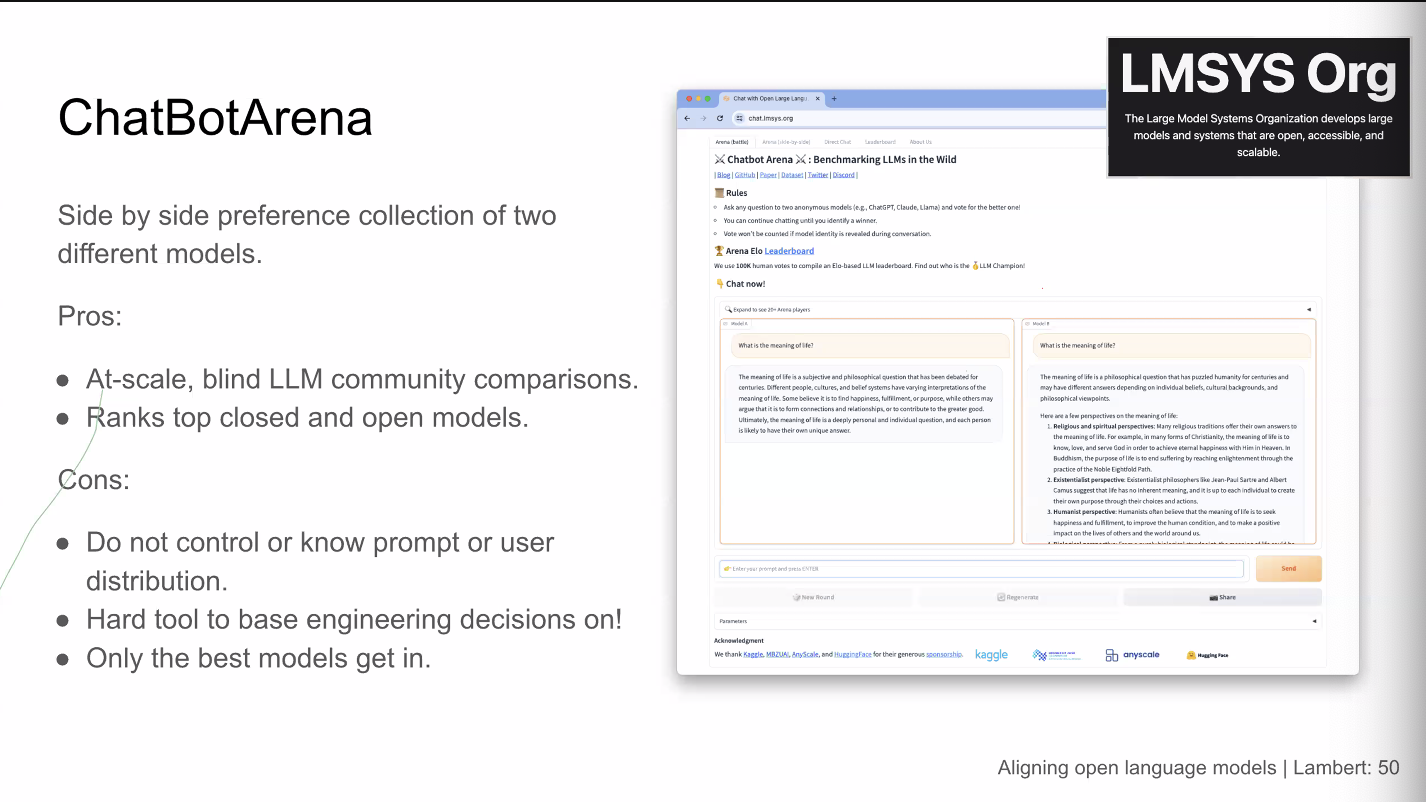 ChatBotArena
Side by side preference collection of two
different models.
Pros:
● At-scale, blind LLM community comparisons.
● Ranks top closed and open models.
Cons:
● Do not control or know prompt or user
distribution.
● Hard tool to base engineering decisions on!
● Only the best models get in.
LMSYS Org
The Large Model Systems Organization develops large
models and systems that are open, accessible, and
scalable.
Chat with Open Large Langu
chat.lmsys.org
Arena (battle) Arena (side-by-side) Direct Chat Leaderboard About Us
⚔️ Chatbot Arena ⚔️ : Benchmarking LLMs in the Wild
| Blog | GitHub | Paper | Dataset | Twitter | Discord |
📜 Rules
Ask any question to two anonymous models (e.g., ChatGPT, Claude, Llama) and vote for the better one!
You can continue chatting until you identify a winner.
Vote won't be counted if model identity is revealed during conversation.
🏆 Arena Elo Leaderboard
We use 100K human votes to compile an Elo-based LLM leaderboard. Find out who is the 🥇LLM Champion!
👇 Chat now!
🔍 Expand to see 20+ Arena players
Model A
What is the meaning of life?
The meaning of life is a subjective and philosophical question that has been debated for
centuries. Different people, cultures, and belief systems have varying interpretations of the
meaning of life. Some believe it is to find happiness, fulfillment, or purpose, while others may
argue that it is to form connections and relationships, or to contribute to the greater good.
Ultimately, the meaning of life is a deeply personal and individual question, and each person
is likely to have their own unique answer.
Model B
What is the meaning of life?
The meaning of life is a philosophical question that has puzzled humanity for centuries and
may have different answers depending on individual beliefs, cultural backgrounds, and
philosophical viewpoints.
Here are a few perspectives on the meaning of life:
1. Religious and spiritual perspectives: Many religious traditions offer their own answers to
the meaning of life. For example, in many forms of Christianity, the meaning of life is to
know, love, and serve God in order to achieve eternal happiness with Him in Heaven. In
Buddhism, the purpose of life is to end suffering by reaching enlightenment through the
practice of the Noble Eightfold Path.
2. Existentialist perspective: Existentialist philosophers like Jean-Paul Sartre and Albert
Camus suggest that life has no inherent meaning, and it is up to each individual to create
their own purpose through their choices and actions.
3. Humanist perspective: Humanists often believe that the meaning of life is to seek
happiness and fulfillment, to improve the human condition, and to make a positive
impact on the lives of others and the world around us.
👉 Enter your prompt and press ENTER
Send
🎲 New Round
🔄 Regenerate
📷 Share
Parameters
Acknowledgment
We thank Kaggle, MBZUAI, AnyScale, and HuggingFace for their generous sponsorship.
kaggle
anyscale
Hugging Face
Aligning open language models | Lambert: 50